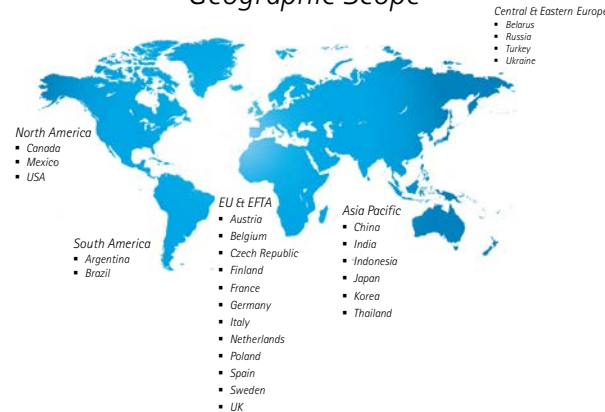 Geographic Scope
Central & Eastern Europe
▪ Belarus
▪ Russia
▪ Turkey
▪ Ukraine
North America
▪ Canada
▪ Mexico
▪ USA
South America
▪ Argentina
▪ Brazil
EU & EFTA
▪ Austria
▪ Belgium
▪ Czech Republic
▪ Finland
▪ France
▪ Germany
▪ Italy
▪ Netherlands
▪ Poland
▪ Spain
▪ Sweden
▪ UK
Asia Pacific
▪ China
▪ India
▪ Indonesia
▪ Japan
▪ Korea
▪ Thailand